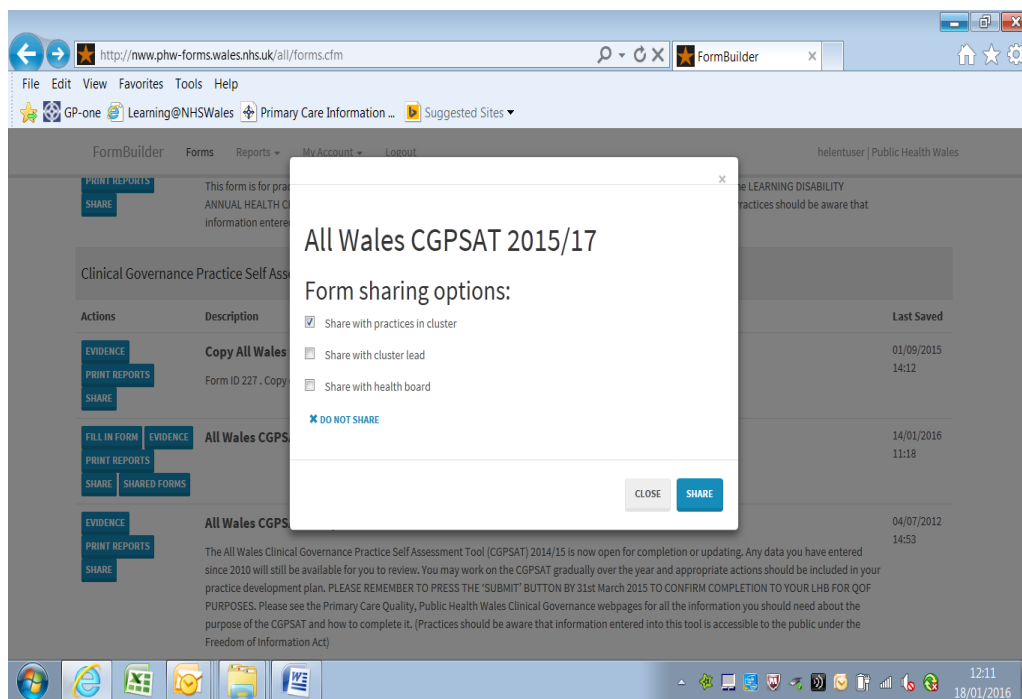 http://nww.phw-forms.wales.nhs.uk/all/forms.cfm
FormBuilder
File Edit View Favorites Tools Help
GP-one Learning@NHSWales Primary Care Information ... Suggested Sites
FormBuilder Forms Reports My Account Logout helentuser | Public Health Wales
PRINT REPORTS
SHARE
This form is for prac
e LEARNING DISABILITY
ANNUAL HEALTH C
ractices should be aware that
information entere
×
All Wales CGPSAT 2015/17
Form sharing options:
Share with practices in cluster
Share with cluster lead
Share with health board
✖ DO NOT SHARE
CLOSE SHARE
Clinical Governance Practice Self Ass
Actions Description Last Saved
EVIDENCE
PRINT REPORTS
SHARE
Copy All Wales
Form ID 227 . Copy
01/09/2015
14:12
FILL IN FORM EVIDENCE
PRINT REPORTS
SHARE SHARED FORMS
All Wales CGPS
14/01/2016
11:18
EVIDENCE
PRINT REPORTS
SHARE
All Wales CGPS
04/07/2012
14:53
The All Wales Clinical Governance Practice Self Assessment Tool (CGPSAT) 2014/15 is now open for completion or updating. Any data you have entered
since 2010 will still be available for you to review. You may work on the CGPSAT gradually over the year and appropriate actions should be included in your
practice development plan. PLEASE REMEMBER TO PRESS THE 'SUBMIT' BUTTON BY 31st March 2015 TO CONFIRM COMPLETION TO YOUR LHB FOR QOF
PURPOSES. Please see the Primary Care Quality, Public Health Wales Clinical Governance webpages for all the information you should need about the
purpose of the CGPSAT and how to complete it. (Practices should be aware that information entered into this tool is accessible to the public under the
Freedom of Information Act)
12:11
18/01/2016